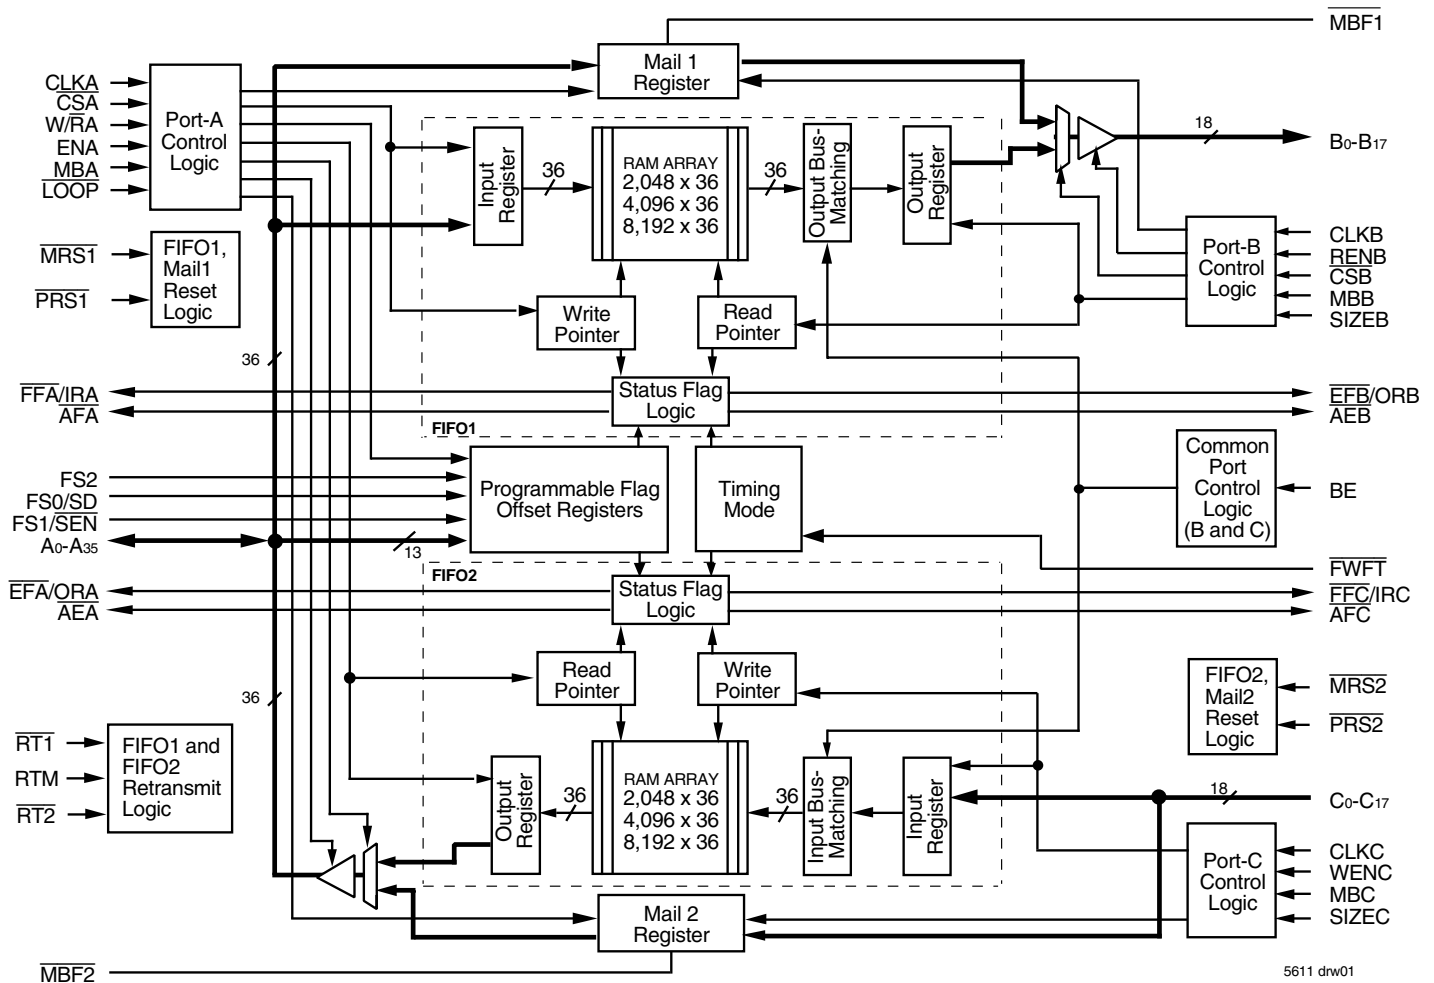 MBF1
CLKA
CSA
W/RA
ENA
MBA
LOOP
Port-A
Control
Logic
Mail 1
Register
18
B0-B17
MRS1
PRS1
FIFO1,
Mail1
Reset
Logic
Input
Register
36
RAM ARRAY
2,048 x 36
4,096 x 36
8,192 x 36
36
Output Bus-
Matching
Output
Register
Port-B
Control
Logic
CLKB
RENB
CSB
MBB
SIZEB
Write
Pointer
Read
Pointer
36
FFA/IRA
AFA
Status Flag
Logic
EFB/ORB
AEB
FIFO1
FS2
FS0/SD
FS1/SEN
A0-A35
13
Programmable Flag
Offset Registers
Timing
Mode
Common
Port
Control
Logic
(B and C)
BE
FIFO2
FWFT
EFA/ORA
AEA
Status Flag
Logic
FFC/IRC
AFC
Read
Pointer
Write
Pointer
36
FIFO2,
Mail2
Reset
Logic
MRS2
PRS2
RT1
RTM
RT2
FIFO1 and
FIFO2
Retransmit
Logic
Output
Register
36
RAM ARRAY
2,048 x 36
4,096 x 36
8,192 x 36
36
Input Bus-
Matching
Input
Register
18
C0-C17
Port-C
Control
Logic
CLKC
WENC
MBC
SIZEC
Mail 2
Register
MBF2
5611 drw01